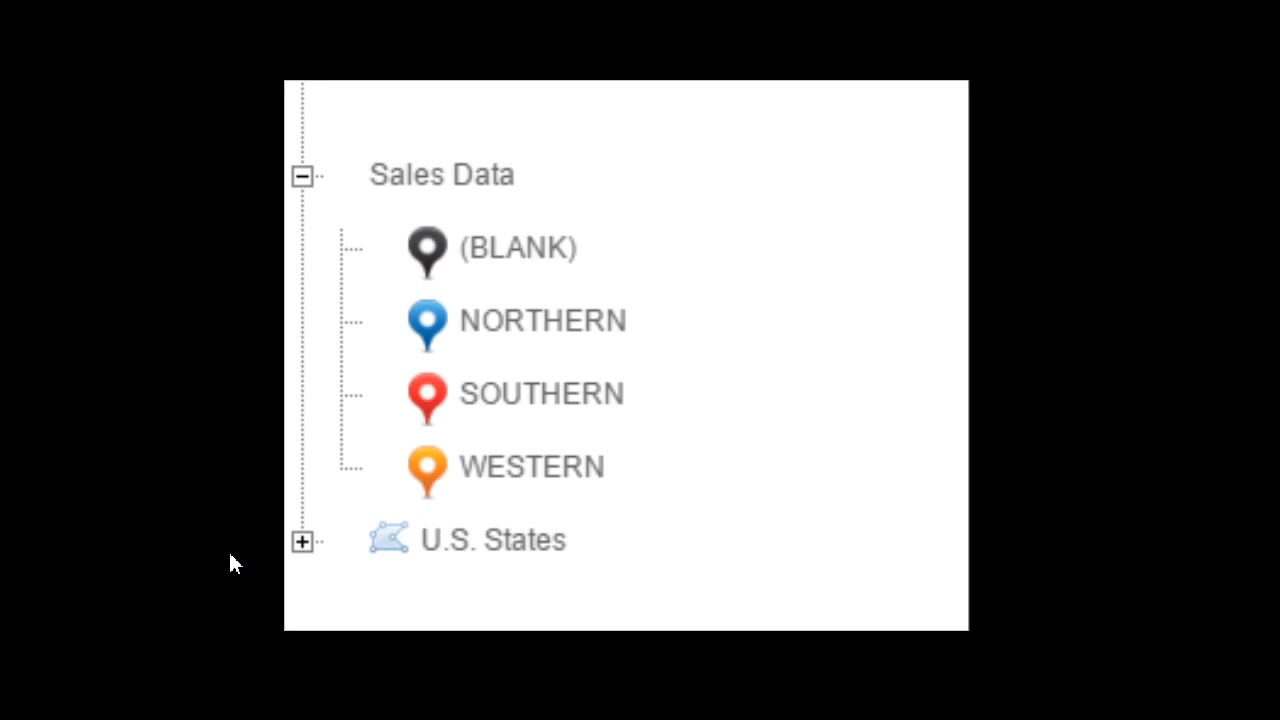 Sales Data
(BLANK)
NORTHERN
SOUTHERN
WESTERN
U.S. States